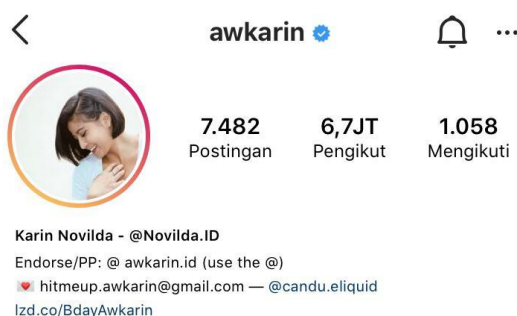 awkarin
7.482 6,7JT 1.058
Postingan Pengikut Mengikuti
Karin Novilda - @Novilda.ID
Endorse/PP: @ awkarin.id (use the @)
💌 hitmeup.awkarin@gmail.com — @candu.eliquid
lzd.co/BdayAwkarin